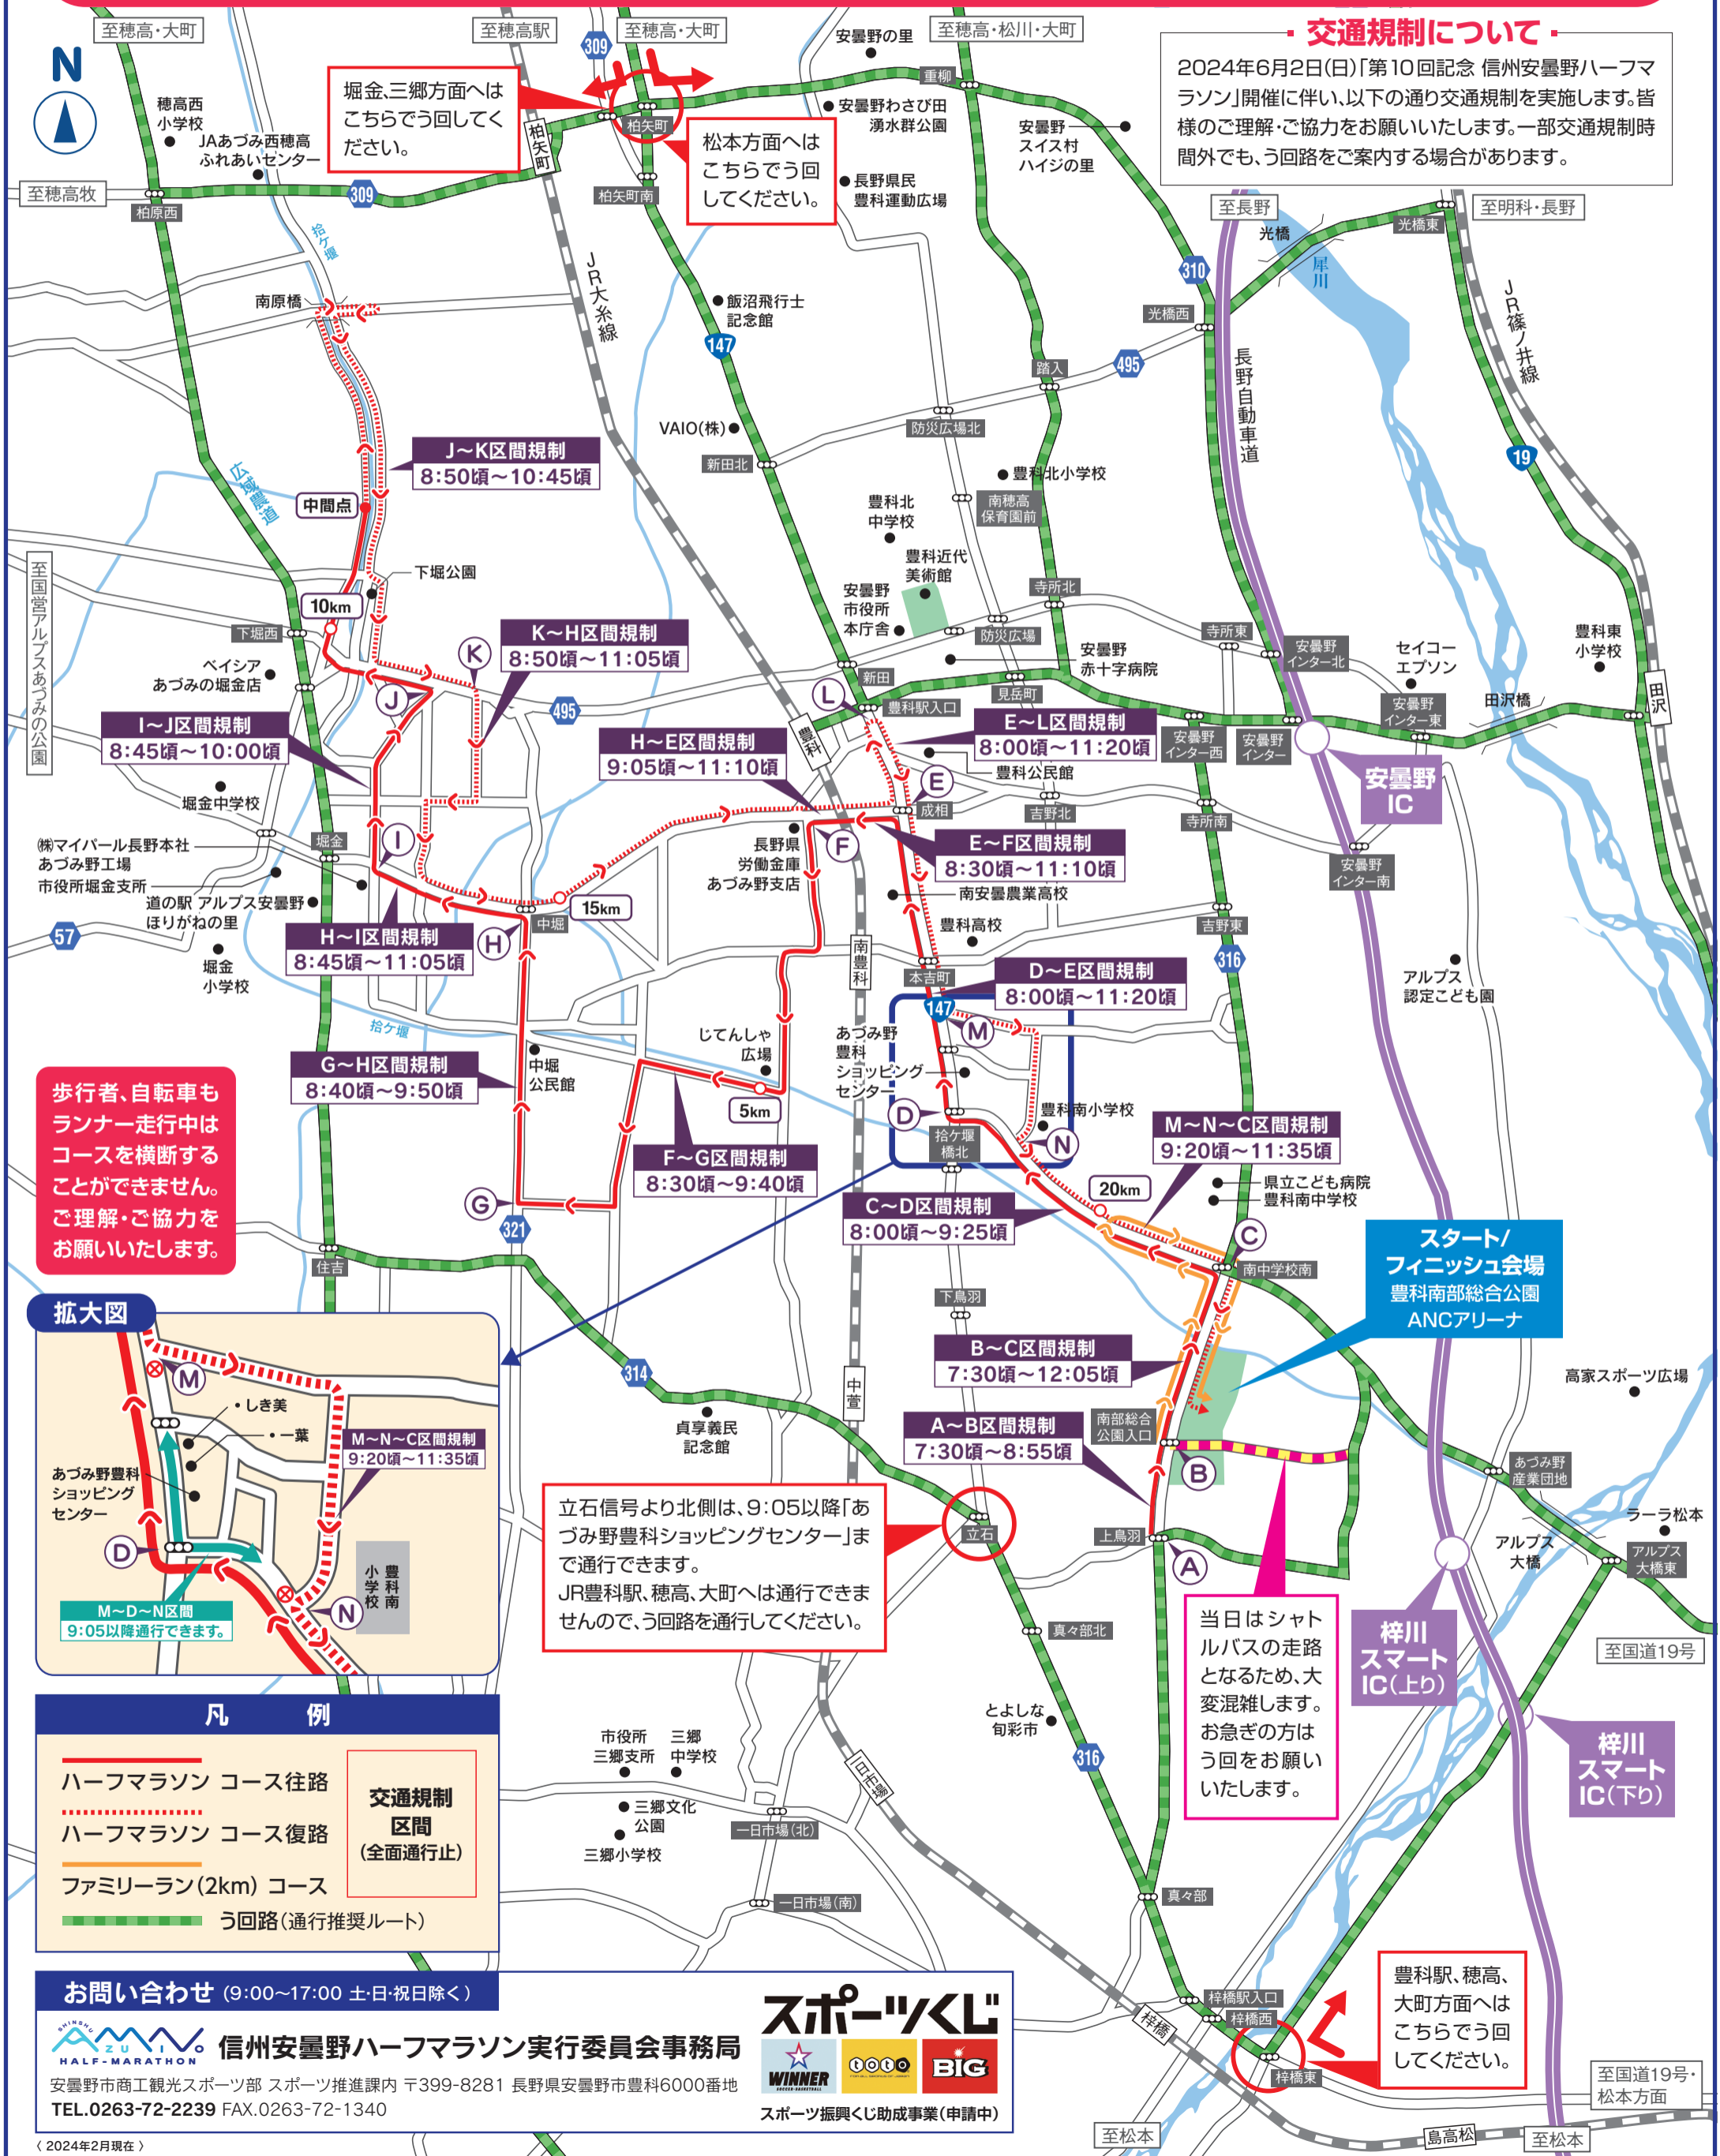 交通規制について
2024年6月2日(日)「第10回記念 信州安曇野ハーフマ
ラソン」開催に伴い、以下の通り交通規制を実施します。皆
様のご理解・ご協力をお願いいたします。一部交通規制時
間外でも、う回路をご案内する場合があります。
至穂高・大町
至穂高駅
309
至穂高・大町
安曇野の里
至穂高・松川・大町
N
堀金、三郷方面へは
こちらでう回してく
ださい。
重柳
柏矢町
安曇野わさび田
湧水群公園
穂高西
小学校
JAあづみ西穂高
ふれあいセンター
柏矢町
松本方面へは
こちらでう回
してください。
安曇野
スイス村
ハイジの里
至穂高牧
309
柏原西
柏矢町南
長野県民
豊科運動広場
至長野
至明科・長野
光橋
光橋東
拾ケ堰
犀川
310
JR大糸線
JR篠ノ井線
南原橋
飯沼飛行士
記念館
147
光橋西
495
長野自動車道
踏入
VAIO(株)
防災広場北
新田北
19
J～K区間規制
8:50頃～10:45頃
広域農道
中間点
豊科北小学校
豊科北
中学校
南穂高
保育園前
豊科近代
美術館
至国営アルプスあづみの公園
下堀公園
10km
安曇野
市役所
本庁舎
寺所北
下堀西
K～H区間規制
8:50頃～11:05頃
防災広場
寺所東
安曇野
インター北
セイコー
エプソン
豊科東
小学校
ベイシア
あづみの堀金店
K
J
安曇野
赤十字病院
新田
見岳町
田沢
L
豊科駅入口
安曇野
インター東
田沢橋
495
I～J区間規制
8:45頃～10:00頃
豊科
H～E区間規制
9:05頃～11:10頃
E～L区間規制
8:00頃～11:20頃
安曇野
インター西
安曇野
インター
豊科公民館
安曇野
IC
E
堀金中学校
成相
吉野北
寺所南
㈱マイパール長野本社
あづみ野工場
堀金
I
長野県
労働金庫
あづみ野支店
F
E～F区間規制
8:30頃～11:10頃
安曇野
インター南
市役所堀金支所
道の駅 アルプス安曇野
ほりがねの里
南安曇農業高校
15km
57
H～I区間規制
8:45頃～11:05頃
H
中堀
豊科高校
吉野東
堀金
小学校
南豊科
316
本吉町
D～E区間規制
8:00頃～11:20頃
アルプス
認定こども園
147
M
拾ケ堰
じてんしゃ
広場
あづみ野
豊科
ショッピング
センター
中堀
公民館
G～H区間規制
8:40頃～9:50頃
5km
D
豊科南小学校
歩行者、自転車も
ランナー走行中は
コースを横断する
ことができません。
ご理解・ご協力を
お願いいたします。
拾ケ堰
橋北
N
M～N～C区間規制
9:20頃～11:35頃
F～G区間規制
8:30頃～9:40頃
20km
県立こども病院
豊科南中学校
G
321
C～D区間規制
8:00頃～9:25頃
C
スタート/
フィニッシュ会場
豊科南部総合公園
ANCアリーナ
住吉
南中学校南
下鳥羽
拡大図
M
・しき美
・一葉
あづみ野豊科
ショッピング
センター
M～N～C区間規制
9:20頃～11:35頃
D
豊科南
小学校
N
M～D～N区間
9:05以降通行できます。
314
中萱
B～C区間規制
7:30頃～12:05頃
高家スポーツ広場
貞享義民
記念館
A～B区間規制
7:30頃～8:55頃
南部総合
公園入口
B
あづみ野
産業団地
立石信号より北側は、9:05以降「あ
づみ野豊科ショッピングセンター」ま
で通行できます。
JR豊科駅、穂高、大町へは通行できま
せんので、う回路を通行してください。
立石
上鳥羽
A
アルプス
大橋
ラーラ松本
アルプス
大橋東
当日はシャト
ルバスの走路
となるため、大
変混雑します。
お急ぎの方は
う回をお願い
いたします。
真々部北
梓川
スマート
IC(上り)
至国道19号
凡 例
ハーフマラソン コース往路
ハーフマラソン コース復路
ファミリーラン(2km) コース
交通規制
区間
(全面通行止)
う回路(通行推奨ルート)
とよしな
旬彩市
市役所
三郷支所
三郷
中学校
一日市場
316
梓川
スマート
IC(下り)
三郷文化
公園
一日市場(北)
三郷小学校
一日市場(南)
真々部
お問い合わせ (9:00～17:00 土・日・祝日除く)
SHINSHU
AZUMINO
HALF-MARATHON
信州安曇野ハーフマラソン実行委員会事務局
安曇野市商工観光スポーツ部 スポーツ推進課内 〒399-8281 長野県安曇野市豊科6000番地
TEL.0263-72-2239 FAX.0263-72-1340
スポーツくじ
WINNER
toto
BIG
スポーツ振興くじ助成事業(申請中)
梓橋駅入口
梓橋西
梓橋
梓橋東
豊科駅、穂高、
大町方面へは
こちらでう回
してください。
至国道19号・
松本方面
至松本
島高松
至松本
〈 2024年2月現在 〉